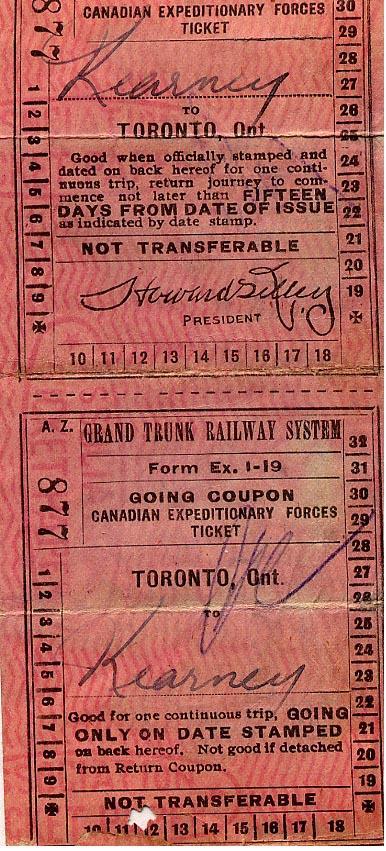 CANADIAN EXPEDITIONARY FORCES
TICKET
Kearney
TO
TORONTO, Ont.
Good when officially stamped and
dated on back hereof for one conti-
nuous trip, return journey to com-
mence not later than FIFTEEN
DAYS FROM DATE OF ISSUE
as indicated by date stamp.
NOT TRANSFERABLE
PRESIDENT
10 11 12 13 14 15 16 17 18
877
1 2 3 4 5 6 7 8 9 ✠
30
29
28
27
26
25
24
23
22
21
20
19
✠
A. Z.
GRAND TRUNK RAILWAY SYSTEM
Form Ex. 1-19
GOING COUPON
CANADIAN EXPEDITIONARY FORCES
TICKET
TORONTO, Ont.
TO
Kearney
Good for one continuous trip, GOING
ONLY ON DATE STAMPED
on back hereof. Not good if detached
from Return Coupon.
NOT TRANSFERABLE
10 11 12 13 14 15 16 17 18
877
1 2 3 4 5 6 7 8 9 ✠
32
31
30
29
28
27
26
25
24
23
22
21
20
19
✠